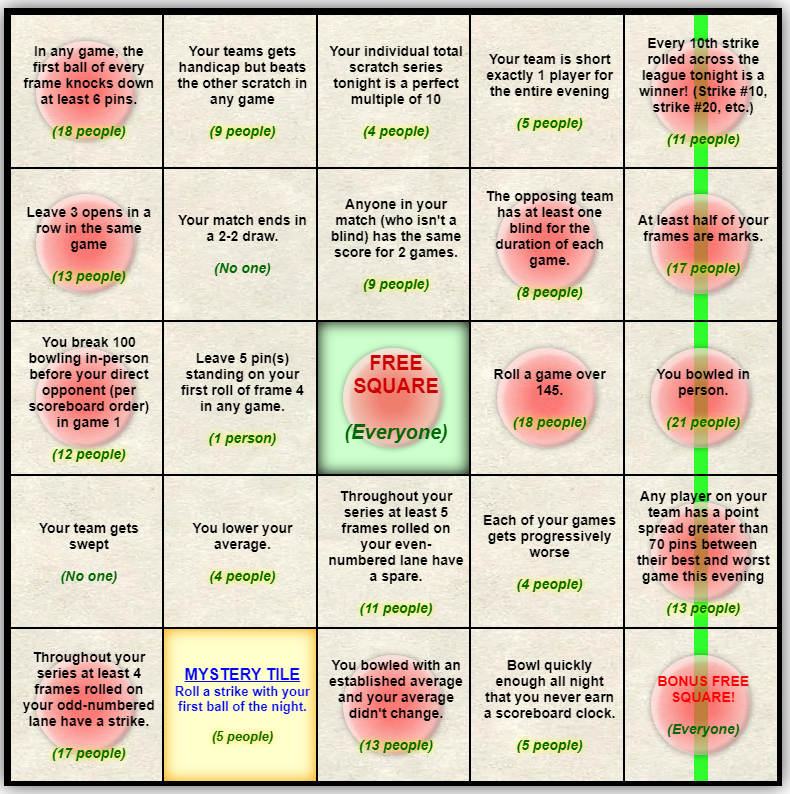 In any game, the
first ball of every
frame knocks down
at least 6 pins.
(18 people)
Your teams gets
handicap but beats
the other scratch in
any game
(9 people)
Your individual total
scratch series
tonight is a perfect
multiple of 10
(4 people)
Your team is short
exactly 1 player for
the entire evening
(5 people)
Every 10th strike
rolled across the
league tonight is a
winner! (Strike #10,
strike #20, etc.)
(11 people)
Leave 3 opens in a
row in the same
game
(13 people)
Your match ends in
a 2-2 draw.
(No one)
Anyone in your
match (who isn't a
blind) has the same
score for 2 games.
(9 people)
The opposing team
has at least one
blind for the
duration of each
game.
(8 people)
At least half of your
frames are marks.
(17 people)
You break 100
bowling in-person
before your direct
opponent (per
scoreboard order)
in game 1
(12 people)
Leave 5 pin(s)
standing on your
first roll of frame 4
in any game.
(1 person)
FREE
SQUARE
(Everyone)
Roll a game over
145.
(18 people)
You bowled in
person.
(21 people)
Your team gets
swept
(No one)
You lower your
average.
(4 people)
Throughout your
series at least 5
frames rolled on
your even-
numbered lane have
a spare.
(11 people)
Each of your games
gets progressively
worse
(4 people)
Any player on your
team has a point
spread greater than
70 pins between
their best and worst
game this evening
(13 people)
Throughout your
series at least 4
frames rolled on
your odd-numbered
lane have a strike.
(17 people)
MYSTERY TILE
Roll a strike with your
first ball of the night.
(5 people)
You bowled with an
established average
and your average
didn't change.
(13 people)
Bowl quickly
enough all night
that you never earn
a scoreboard clock.
(5 people)
BONUS FREE
SQUARE!
(Everyone)